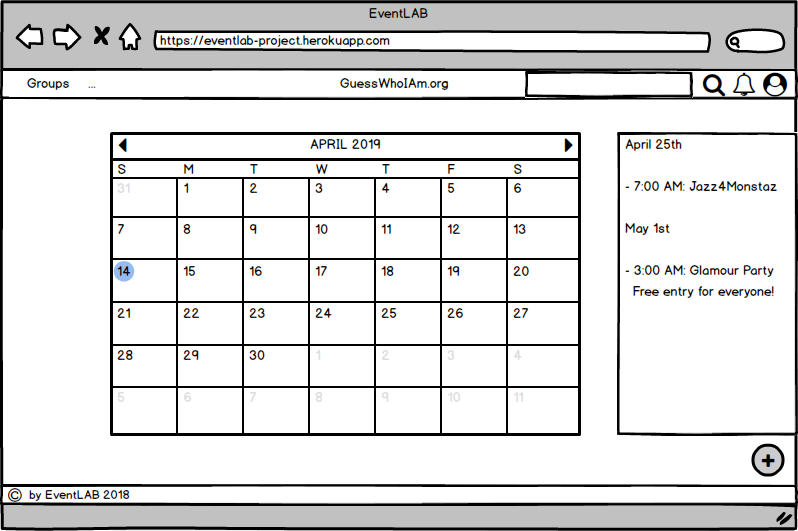 EventLAB
https://eventlab-project.herokuapp.com
Groups ... GuessWhoIAm.org
APRIL 2019
S M T W T F S
31 1 2 3 4 5 6
7 8 9 10 11 12 13
14 15 16 17 18 19 20
21 22 23 24 25 26 27
28 29 30 1 2 3 4
5 6 7 8 9 10 11
April 25th
- 7:00 AM: Jazz4Monstaz
May 1st
- 3:00 AM: Glamour Party
Free entry for everyone!
© by EventLAB 2018